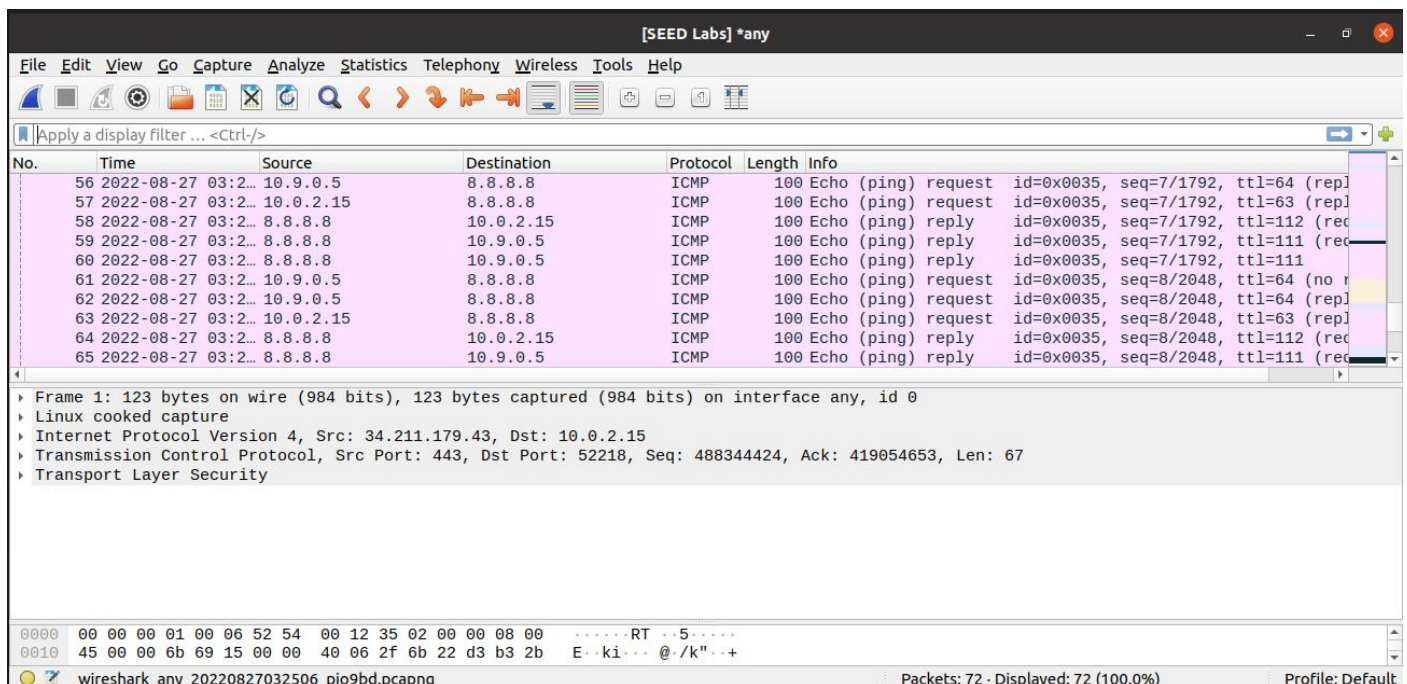 [SEED Labs] *any
File Edit View Go Capture Analyze Statistics Telephony Wireless Tools Help
Apply a display filter … <Ctrl-/>
No. Time Source Destination Protocol Length Info
56 2022-08-27 03:2… 10.9.0.5 8.8.8.8 ICMP 100 Echo (ping) request id=0x0035, seq=7/1792, ttl=64 (repl
57 2022-08-27 03:2… 10.0.2.15 8.8.8.8 ICMP 100 Echo (ping) request id=0x0035, seq=7/1792, ttl=63 (repl
58 2022-08-27 03:2… 8.8.8.8 10.0.2.15 ICMP 100 Echo (ping) reply id=0x0035, seq=7/1792, ttl=112 (req
59 2022-08-27 03:2… 8.8.8.8 10.9.0.5 ICMP 100 Echo (ping) reply id=0x0035, seq=7/1792, ttl=111 (req
60 2022-08-27 03:2… 8.8.8.8 10.9.0.5 ICMP 100 Echo (ping) reply id=0x0035, seq=7/1792, ttl=111
61 2022-08-27 03:2… 10.9.0.5 8.8.8.8 ICMP 100 Echo (ping) request id=0x0035, seq=8/2048, ttl=64 (no r
62 2022-08-27 03:2… 10.9.0.5 8.8.8.8 ICMP 100 Echo (ping) request id=0x0035, seq=8/2048, ttl=64 (repl
63 2022-08-27 03:2… 10.0.2.15 8.8.8.8 ICMP 100 Echo (ping) request id=0x0035, seq=8/2048, ttl=63 (repl
64 2022-08-27 03:2… 8.8.8.8 10.0.2.15 ICMP 100 Echo (ping) reply id=0x0035, seq=8/2048, ttl=112 (req
65 2022-08-27 03:2… 8.8.8.8 10.9.0.5 ICMP 100 Echo (ping) reply id=0x0035, seq=8/2048, ttl=111 (req
Frame 1: 123 bytes on wire (984 bits), 123 bytes captured (984 bits) on interface any, id 0
Linux cooked capture
Internet Protocol Version 4, Src: 34.211.179.43, Dst: 10.0.2.15
Transmission Control Protocol, Src Port: 443, Dst Port: 52218, Seq: 488344424, Ack: 419054653, Len: 67
Transport Layer Security
0000 00 00 00 01 00 06 52 54 00 12 35 02 00 00 08 00 ······RT ··5·····
0010 45 00 00 6b 69 15 00 00 40 06 2f 6b 22 d3 b3 2b E··ki··· @·/k"··+
wireshark_any_20220827032506_pio9bd.pcapng Packets: 72 · Displayed: 72 (100.0%) Profile: Default